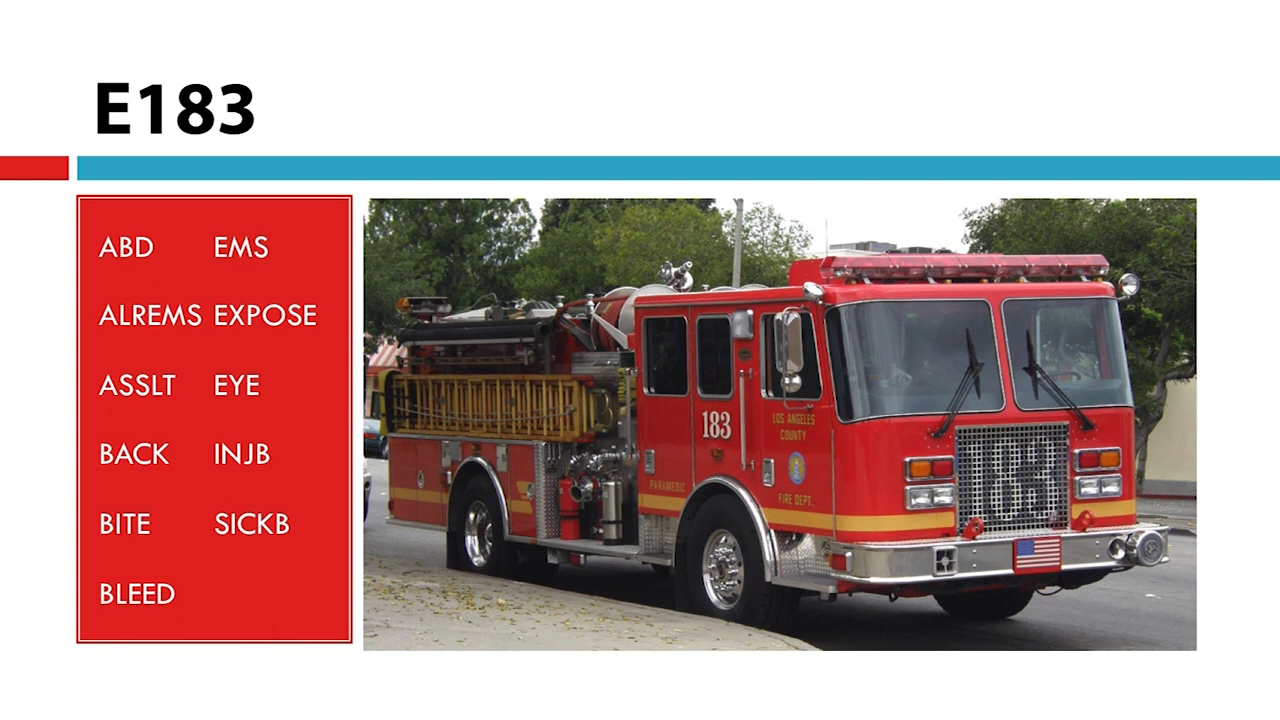 E183
ABD EMS
ALREMS EXPOSE
ASSLT EYE
BACK INJB
BITE SICKB
BLEED
183
LOS ANGELES
COUNTY
PARAMEDIC
FIRE DEPT.
183